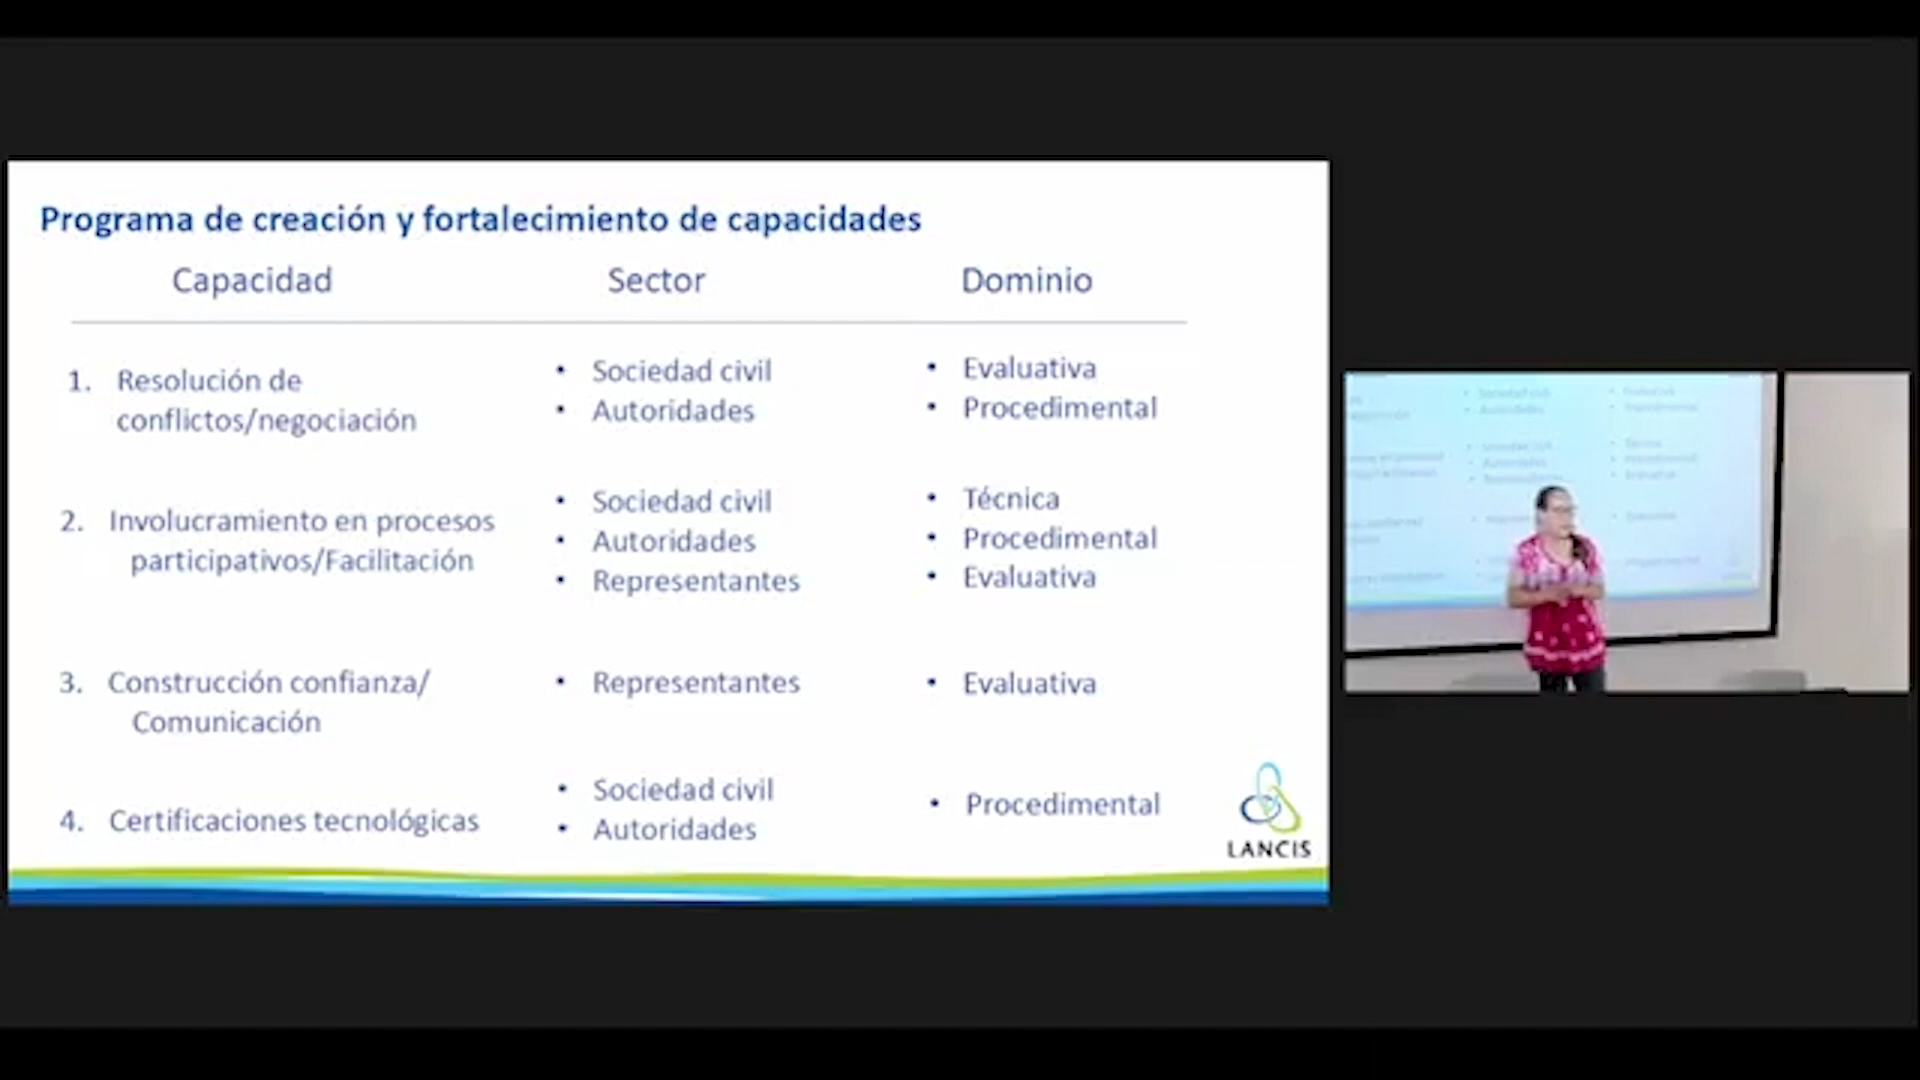 Programa de creación y fortalecimiento de capacidades
Capacidad Sector Dominio
1. Resolución de
conflictos/negociación
• Sociedad civil
• Autoridades
• Evaluativa
• Procedimental
2. Involucramiento en procesos
participativos/Facilitación
• Sociedad civil
• Autoridades
• Representantes
• Técnica
• Procedimental
• Evaluativa
3. Construcción confianza/
Comunicación
• Representantes
• Evaluativa
4. Certificaciones tecnológicas
• Sociedad civil
• Autoridades
• Procedimental
LANCIS